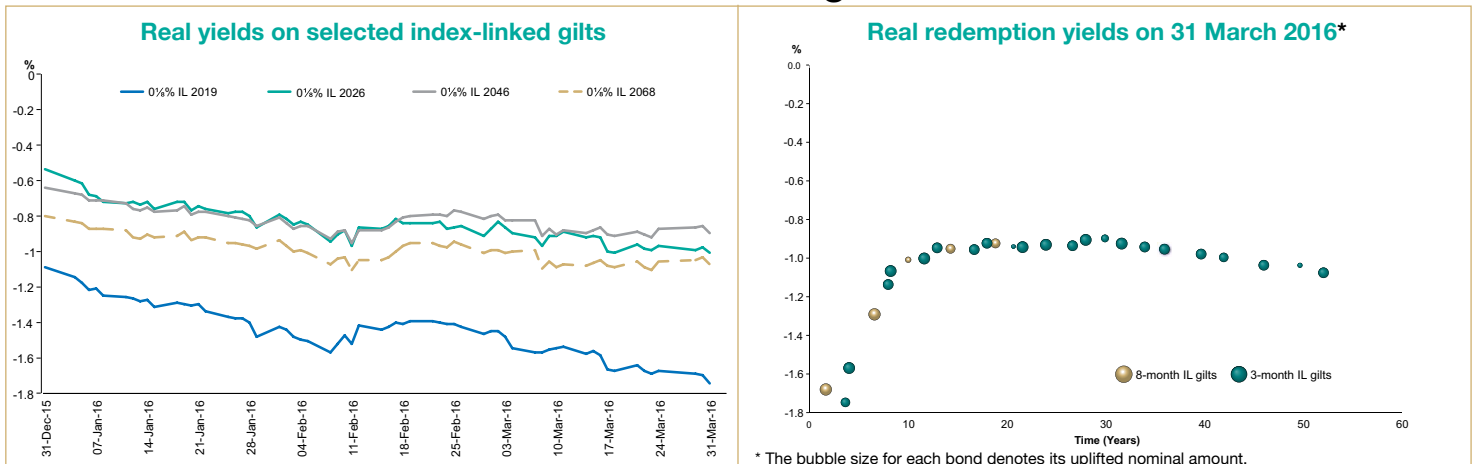 Real yields on selected index-linked gilts
%
0⅛% IL 2019
0⅛% IL 2026
0⅛% IL 2046
0⅛% IL 2068
0
-0.2
-0.4
-0.6
-0.8
-1
-1.2
-1.4
-1.6
-1.8
31-Dec-15
07-Jan-16
14-Jan-16
21-Jan-16
28-Jan-16
04-Feb-16
11-Feb-16
18-Feb-16
25-Feb-16
03-Mar-16
10-Mar-16
17-Mar-16
24-Mar-16
31-Mar-16
Real redemption yields on 31 March 2016*
%
0.0
-0.2
-0.4
-0.6
-0.8
-1.0
-1.2
-1.4
-1.6
-1.8
8-month IL gilts
3-month IL gilts
0
10
20
30
40
50
60
Time (Years)
* The bubble size for each bond denotes its uplifted nominal amount.